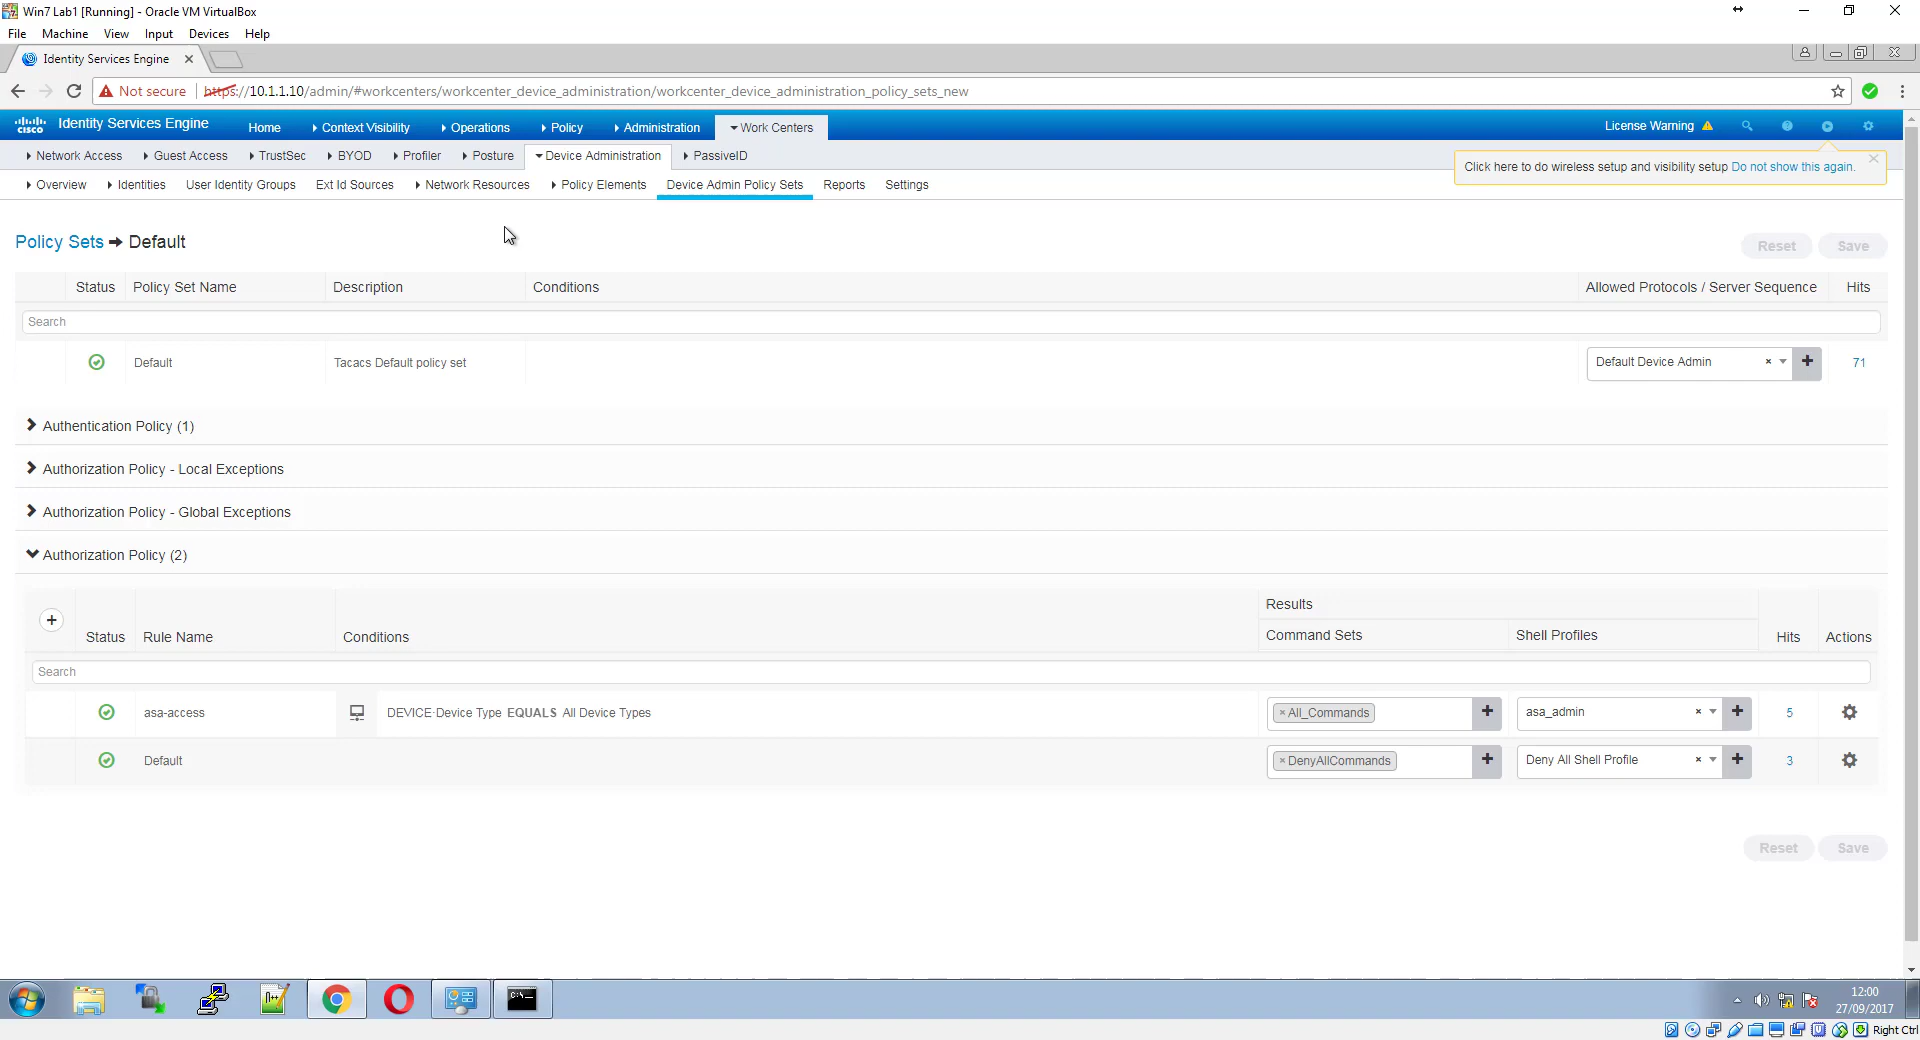 Win7 Lab1 [Running] - Oracle VM VirtualBox
File Machine View Input Devices Help
Identity Services Engine
Not secure https://10.1.1.10/admin/#workcenters/workcenter_device_administration/workcenter_device_administration_policy_sets_new
cisco Identity Services Engine Home Context Visibility Operations Policy Administration Work Centers License Warning
Network Access Guest Access TrustSec BYOD Profiler Posture Device Administration PassiveID
Click here to do wireless setup and visibility setup Do not show this again.
Overview Identities User Identity Groups Ext Id Sources Network Resources Policy Elements Device Admin Policy Sets Reports Settings
Policy Sets Default
Reset Save
Status Policy Set Name Description Conditions Allowed Protocols / Server Sequence Hits
Search
Default Tacacs Default policy set Default Device Admin × 71
Authentication Policy (1)
Authorization Policy - Local Exceptions
Authorization Policy - Global Exceptions
Authorization Policy (2)
Results
Status Rule Name Conditions Command Sets Shell Profiles Hits Actions
Search
asa-access DEVICE·Device Type EQUALS All Device Types × All_Commands asa_admin × 5
Default × DenyAllCommands Deny All Shell Profile × 3
Reset Save
12:00
27/09/2017
Right Ctrl